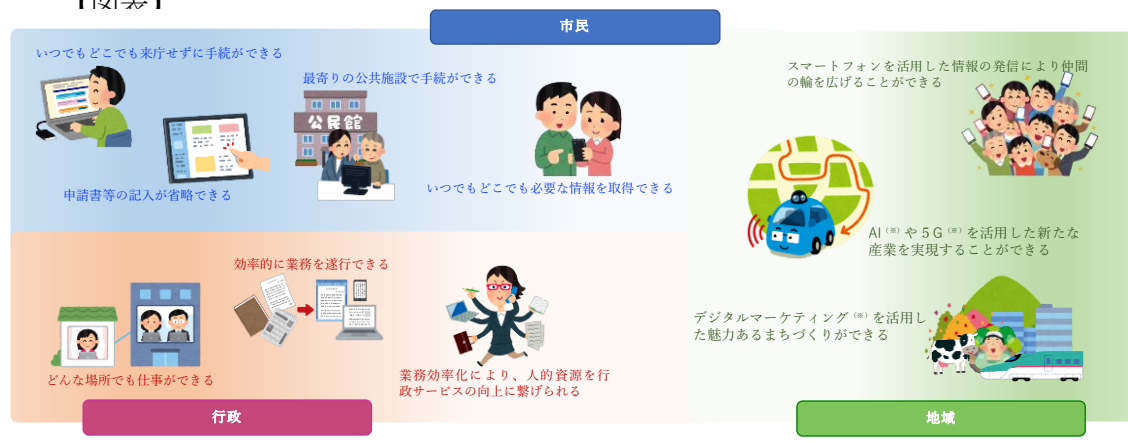 【図表】
市民
いつでもどこでも来庁せずに手続ができる
最寄りの公共施設で手続ができる
公民館
申請書等の記入が省略できる
いつでもどこでも必要な情報を取得できる
スマートフォンを活用した情報の発信により仲間
の輪を広げることができる
AI（※）や５G（※）を活用した新たな
産業を実現することができる
デジタルマーケティング（※）を活用し
た魅力あるまちづくりができる
効率的に業務を遂行できる
どんな場所でも仕事ができる
業務効率化により、人的資源を行
政サービスの向上に繋げられる
行政
地域